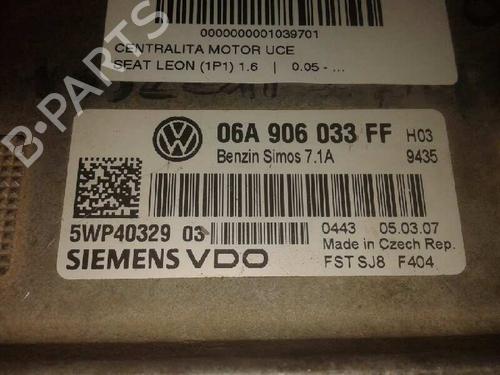 0000000001039701
CENTRALITA MOTOR UCE
SEAT LEON (1P1) 1.6 | 0.05 - ...
B-PARTS
06A 906 033 FF H03
Benzin Simos 7.1A 9435
5WP40329 03
0443 05.03.07
Made in Czech Rep.
SIEMENS VDO
FST SJ8 F404